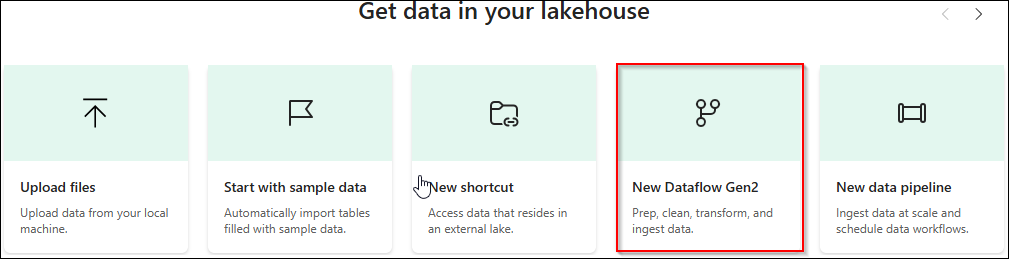 Get data in your lakehouse
Upload files
Upload data from your local
machine.
Start with sample data
Automatically import tables
filled with sample data.
New shortcut
Access data that resides in
an external lake.
New Dataflow Gen2
Prep, clean, transform, and
ingest data.
New data pipeline
Ingest data at scale and
schedule data workflows.